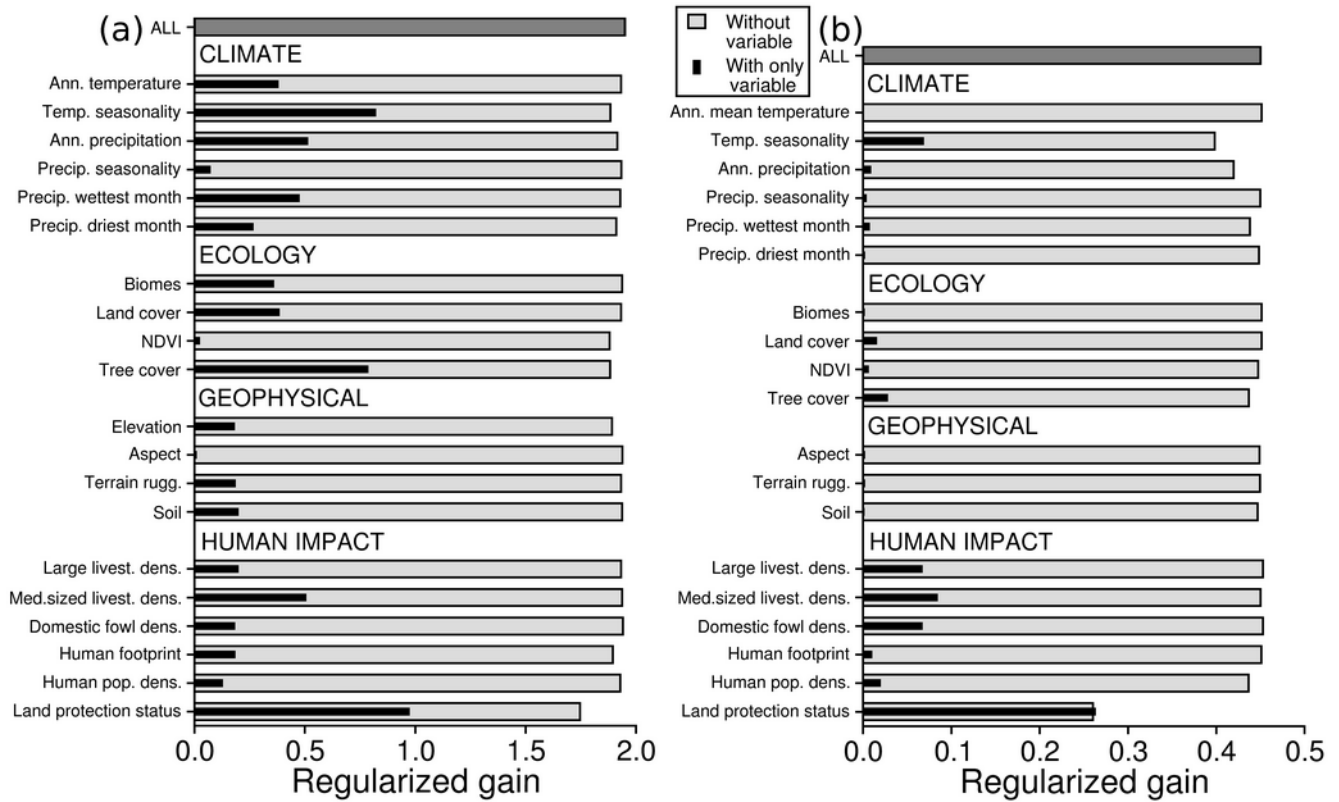 (a)
ALL
CLIMATE
Ann. temperature
Temp. seasonality
Ann. precipitation
Precip. seasonality
Precip. wettest month
Precip. driest month
ECOLOGY
Biomes
Land cover
NDVI
Tree cover
GEOPHYSICAL
Elevation
Aspect
Terrain rugg.
Soil
HUMAN IMPACT
Large livest. dens.
Med.sized livest. dens.
Domestic fowl dens.
Human footprint
Human pop. dens.
Land protection status
0.0 0.5 1.0 1.5 2.0
Regularized gain
Without
variable
With only
variable
(b)
ALL
CLIMATE
Ann. mean temperature
Temp. seasonality
Ann. precipitation
Precip. seasonality
Precip. wettest month
Precip. driest month
ECOLOGY
Biomes
Land cover
NDVI
Tree cover
GEOPHYSICAL
Aspect
Terrain rugg.
Soil
HUMAN IMPACT
Large livest. dens.
Med.sized livest. dens.
Domestic fowl dens.
Human footprint
Human pop. dens.
Land protection status
0.0 0.1 0.2 0.3 0.4 0.5
Regularized gain